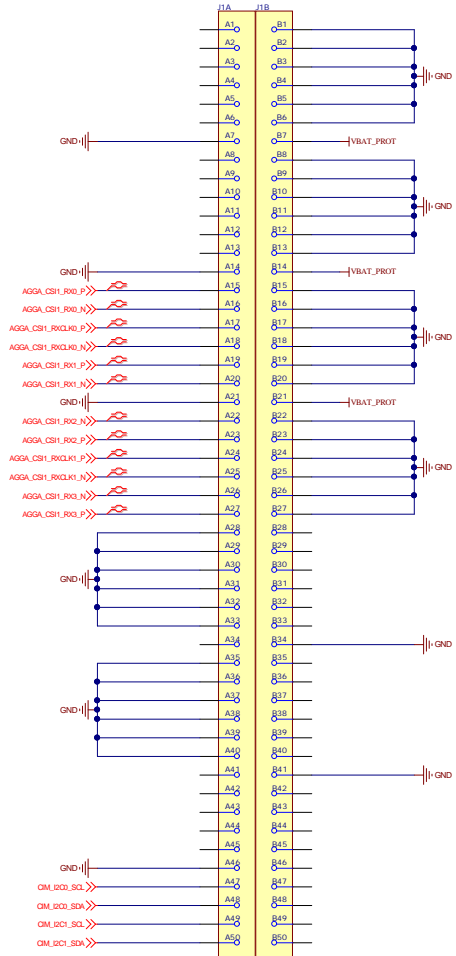 J1A J1B
A1 B1
A2 B2
A3 B3
GND
A4 B4
A5 B5
A6 B6
GND A7 B7 VBAT_PROT
A8 B8
A9 B9
A10 B10
GND
A11 B11
A12 B12
A13 B13
GND A14 B14 VBAT_PROT
AGGA_CSI1_RX0_P A15 B15
AGGA_CSI1_RX0_N A16 B16
AGGA_CSI1_RXCLK0_P A17 B17
GND
AGGA_CSI1_RXCLK0_N A18 B18
AGGA_CSI1_RX1_P A19 B19
AGGA_CSI1_RX1_N A20 B20
GND A21 B21 VBAT_PROT
AGGA_CSI1_RX2_N A22 B22
AGGA_CSI1_RX2_P A23 B23
AGGA_CSI1_RXCLK1_P A24 B24
GND
AGGA_CSI1_RXCLK1_N A25 B25
AGGA_CSI1_RX3_N A26 B26
AGGA_CSI1_RX3_P A27 B27
A28 B28
A29 B29
A30 B30
GND
A31 B31
A32 B32
A33 B33
A34 B34 GND
A35 B35
A36 B36
A37 B37
GND
A38 B38
A39 B39
A40 B40
A41 B41 GND
A42 B42
A43 B43
A44 B44
A45 B45
GND A46 B46
CIM_I2C0_SCL A47 B47
CIM_I2C0_SDA A48 B48
CIM_I2C1_SCL A49 B49
CIM_I2C1_SDA A50 B50